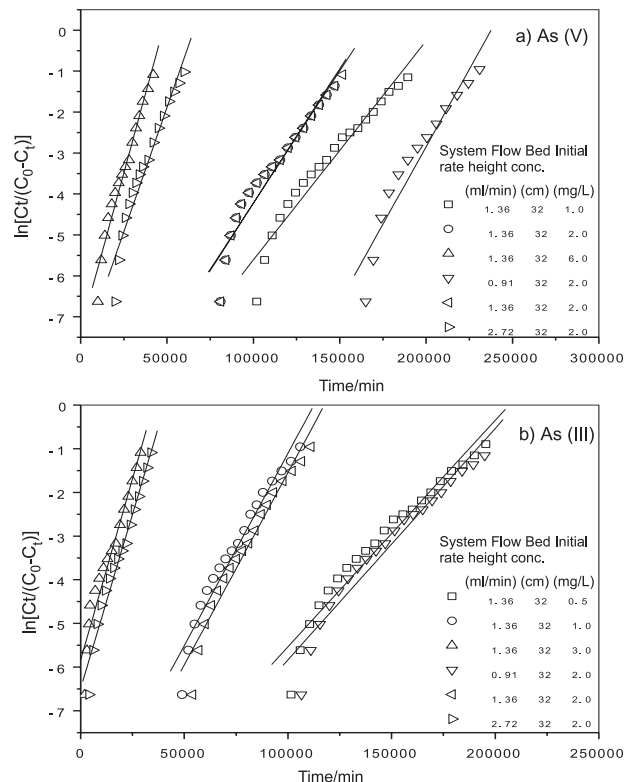 a) As (V)
0
-1
-2
-3
-4
-5
-6
-7
ln[Ct/(C₀-Cₜ)]
System Flow Bed Initial
rate height conc.
(ml/min) (cm) (mg/L)
1.36 32 1.0
1.36 32 2.0
1.36 32 6.0
0.91 32 2.0
1.36 32 2.0
2.72 32 2.0
0 50000 100000 150000 200000 250000 300000
Time/min
b) As (III)
0
-1
-2
-3
-4
-5
-6
-7
ln[Ct/(C₀-Cₜ)]
System Flow Bed Initial
rate height conc.
(ml/min) (cm) (mg/L)
1.36 32 0.5
1.36 32 1.0
1.36 32 3.0
0.91 32 2.0
1.36 32 2.0
2.72 32 2.0
0 50000 100000 150000 200000 250000
Time/min